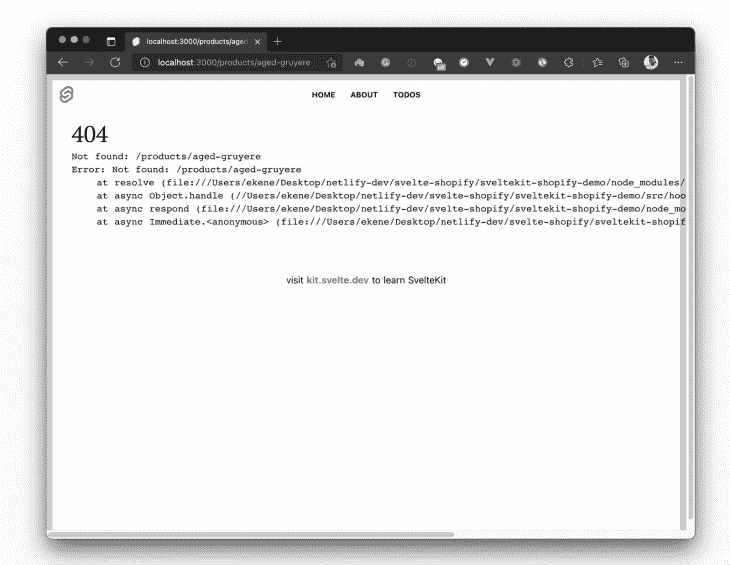 localhost:3000/products/aged
localhost:3000/products/aged-gruyere
HOME ABOUT TODOS
404
Not found: /products/aged-gruyere
Error: Not found: /products/aged-gruyere
at resolve (file:///Users/ekene/Desktop/netlify-dev/svelte-shopify/sveltekit-shopify-demo/node_modules/
at async Object.handle (//Users/ekene/Desktop/netlify-dev/svelte-shopify/sveltekit-shopify-demo/src/hoo
at async respond (file:///Users/ekene/Desktop/netlify-dev/svelte-shopify/sveltekit-shopify-demo/node_mo
at async Immediate.<anonymous> (file:///Users/ekene/Desktop/netlify-dev/svelte-shopify/sveltekit-shopif
visit kit.svelte.dev to learn SvelteKit